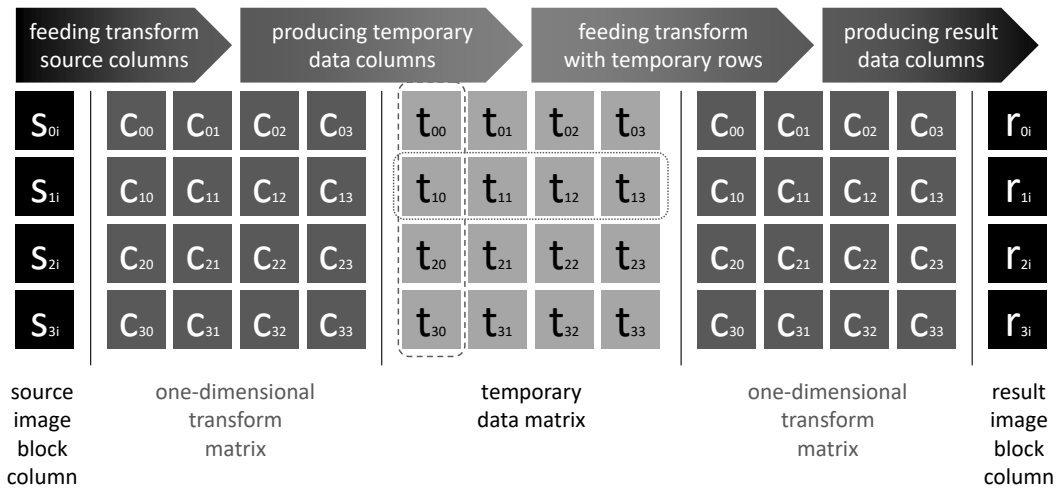 feeding transform
source columns
producing temporary
data columns
feeding transform
with temporary rows
producing result
data columns
s0i c00 c01 c02 c03 t00 t01 t02 t03 c00 c01 c02 c03 r0i
s1i c10 c11 c12 c13 t10 t11 t12 t13 c10 c11 c12 c13 r1i
s2i c20 c21 c22 c23 t20 t21 t22 t23 c20 c21 c22 c23 r2i
s3i c30 c31 c32 c33 t30 t31 t32 t33 c30 c31 c32 c33 r3i
source
image
block
column
one-dimensional
transform
matrix
temporary
data matrix
one-dimensional
transform
matrix
result
image
block
column